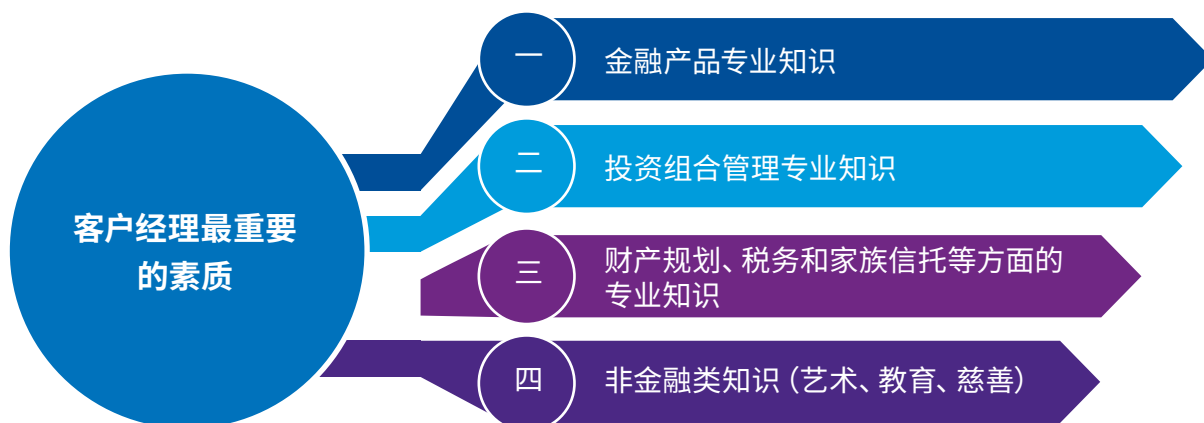 客户经理最重要
的素质
一
金融产品专业知识
二
投资组合管理专业知识
三
财产规划、税务和家族信托等方面的
专业知识
四
非金融类知识（艺术、教育、慈善）